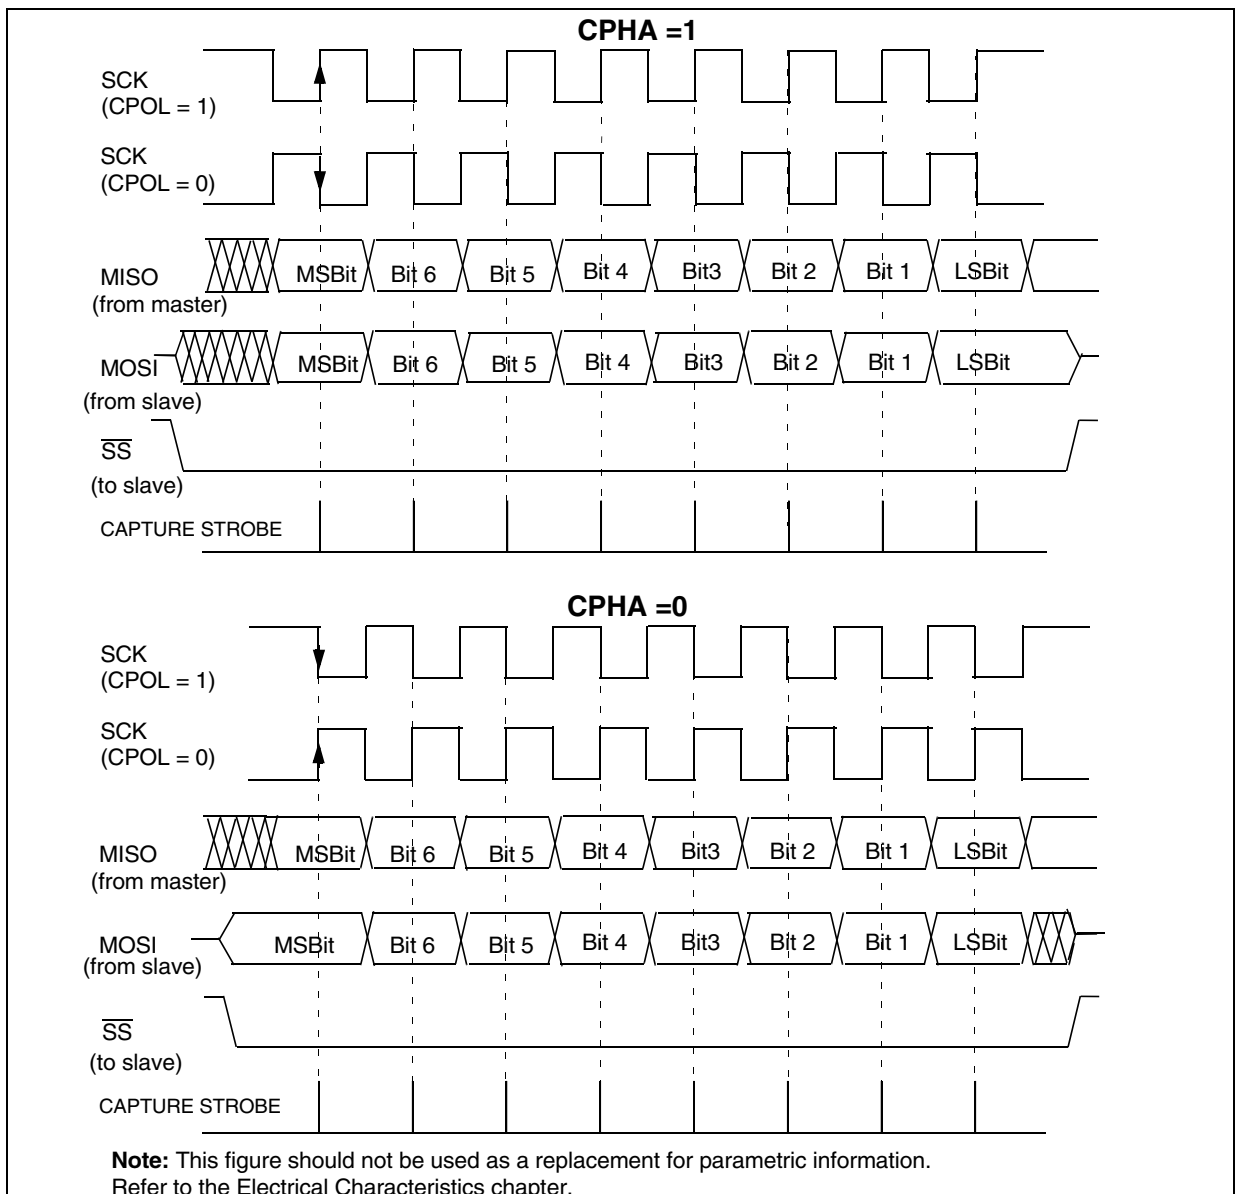 CPHA =1
SCK
(CPOL = 1)
SCK
(CPOL = 0)
MISO
(from master)
MSBit Bit 6 Bit 5 Bit 4 Bit3 Bit 2 Bit 1 LSBit
MOSI
(from slave)
MSBit Bit 6 Bit 5 Bit 4 Bit3 Bit 2 Bit 1 LSBit
SS
(to slave)
CAPTURE STROBE
CPHA =0
SCK
(CPOL = 1)
SCK
(CPOL = 0)
MISO
(from master)
MSBit Bit 6 Bit 5 Bit 4 Bit3 Bit 2 Bit 1 LSBit
MOSI
(from slave)
MSBit Bit 6 Bit 5 Bit 4 Bit3 Bit 2 Bit 1 LSBit
SS
(to slave)
CAPTURE STROBE
Note: This figure should not be used as a replacement for parametric information.
Refer to the Electrical Characteristics chapter.